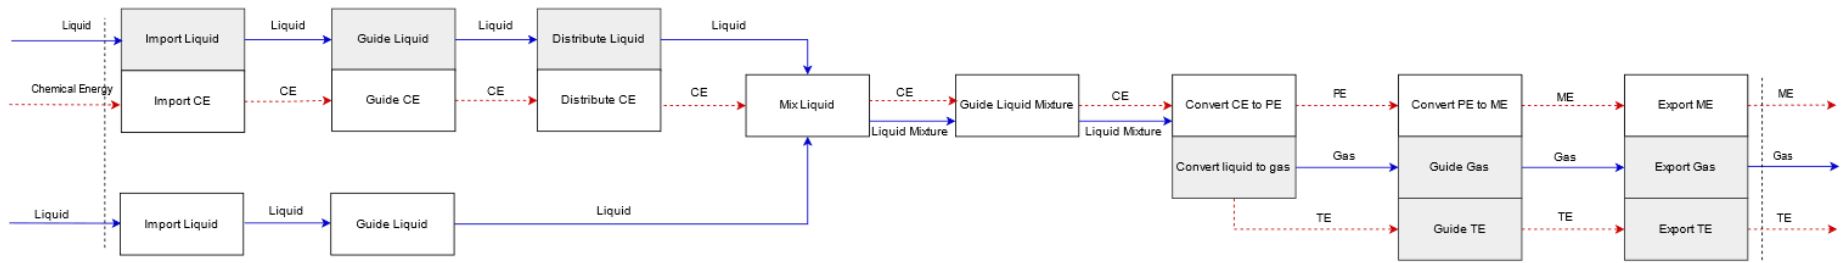 Liquid
Import Liquid
Liquid
Guide Liquid
Liquid
Distribute Liquid
Liquid
Chemical Energy
Import CE
CE
Guide CE
CE
Distribute CE
CE
Mix Liquid
CE
Liquid Mixture
Guide Liquid Mixture
CE
Liquid Mixture
Convert CE to PE
PE
Convert PE to ME
ME
Export ME
ME
Convert liquid to gas
Gas
Guide Gas
Gas
Export Gas
Gas
TE
Guide TE
TE
Export TE
TE
Liquid
Import Liquid
Liquid
Guide Liquid
Liquid